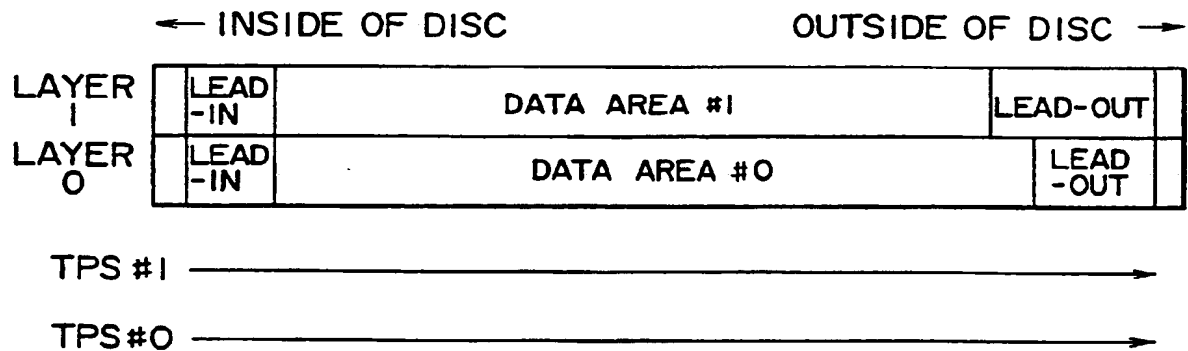 ← INSIDE OF DISC OUTSIDE OF DISC →
LAYER 1 LEAD-IN DATA AREA #1 LEAD-OUT
LAYER 0 LEAD-IN DATA AREA #0 LEAD-OUT
TPS #1
TPS #0